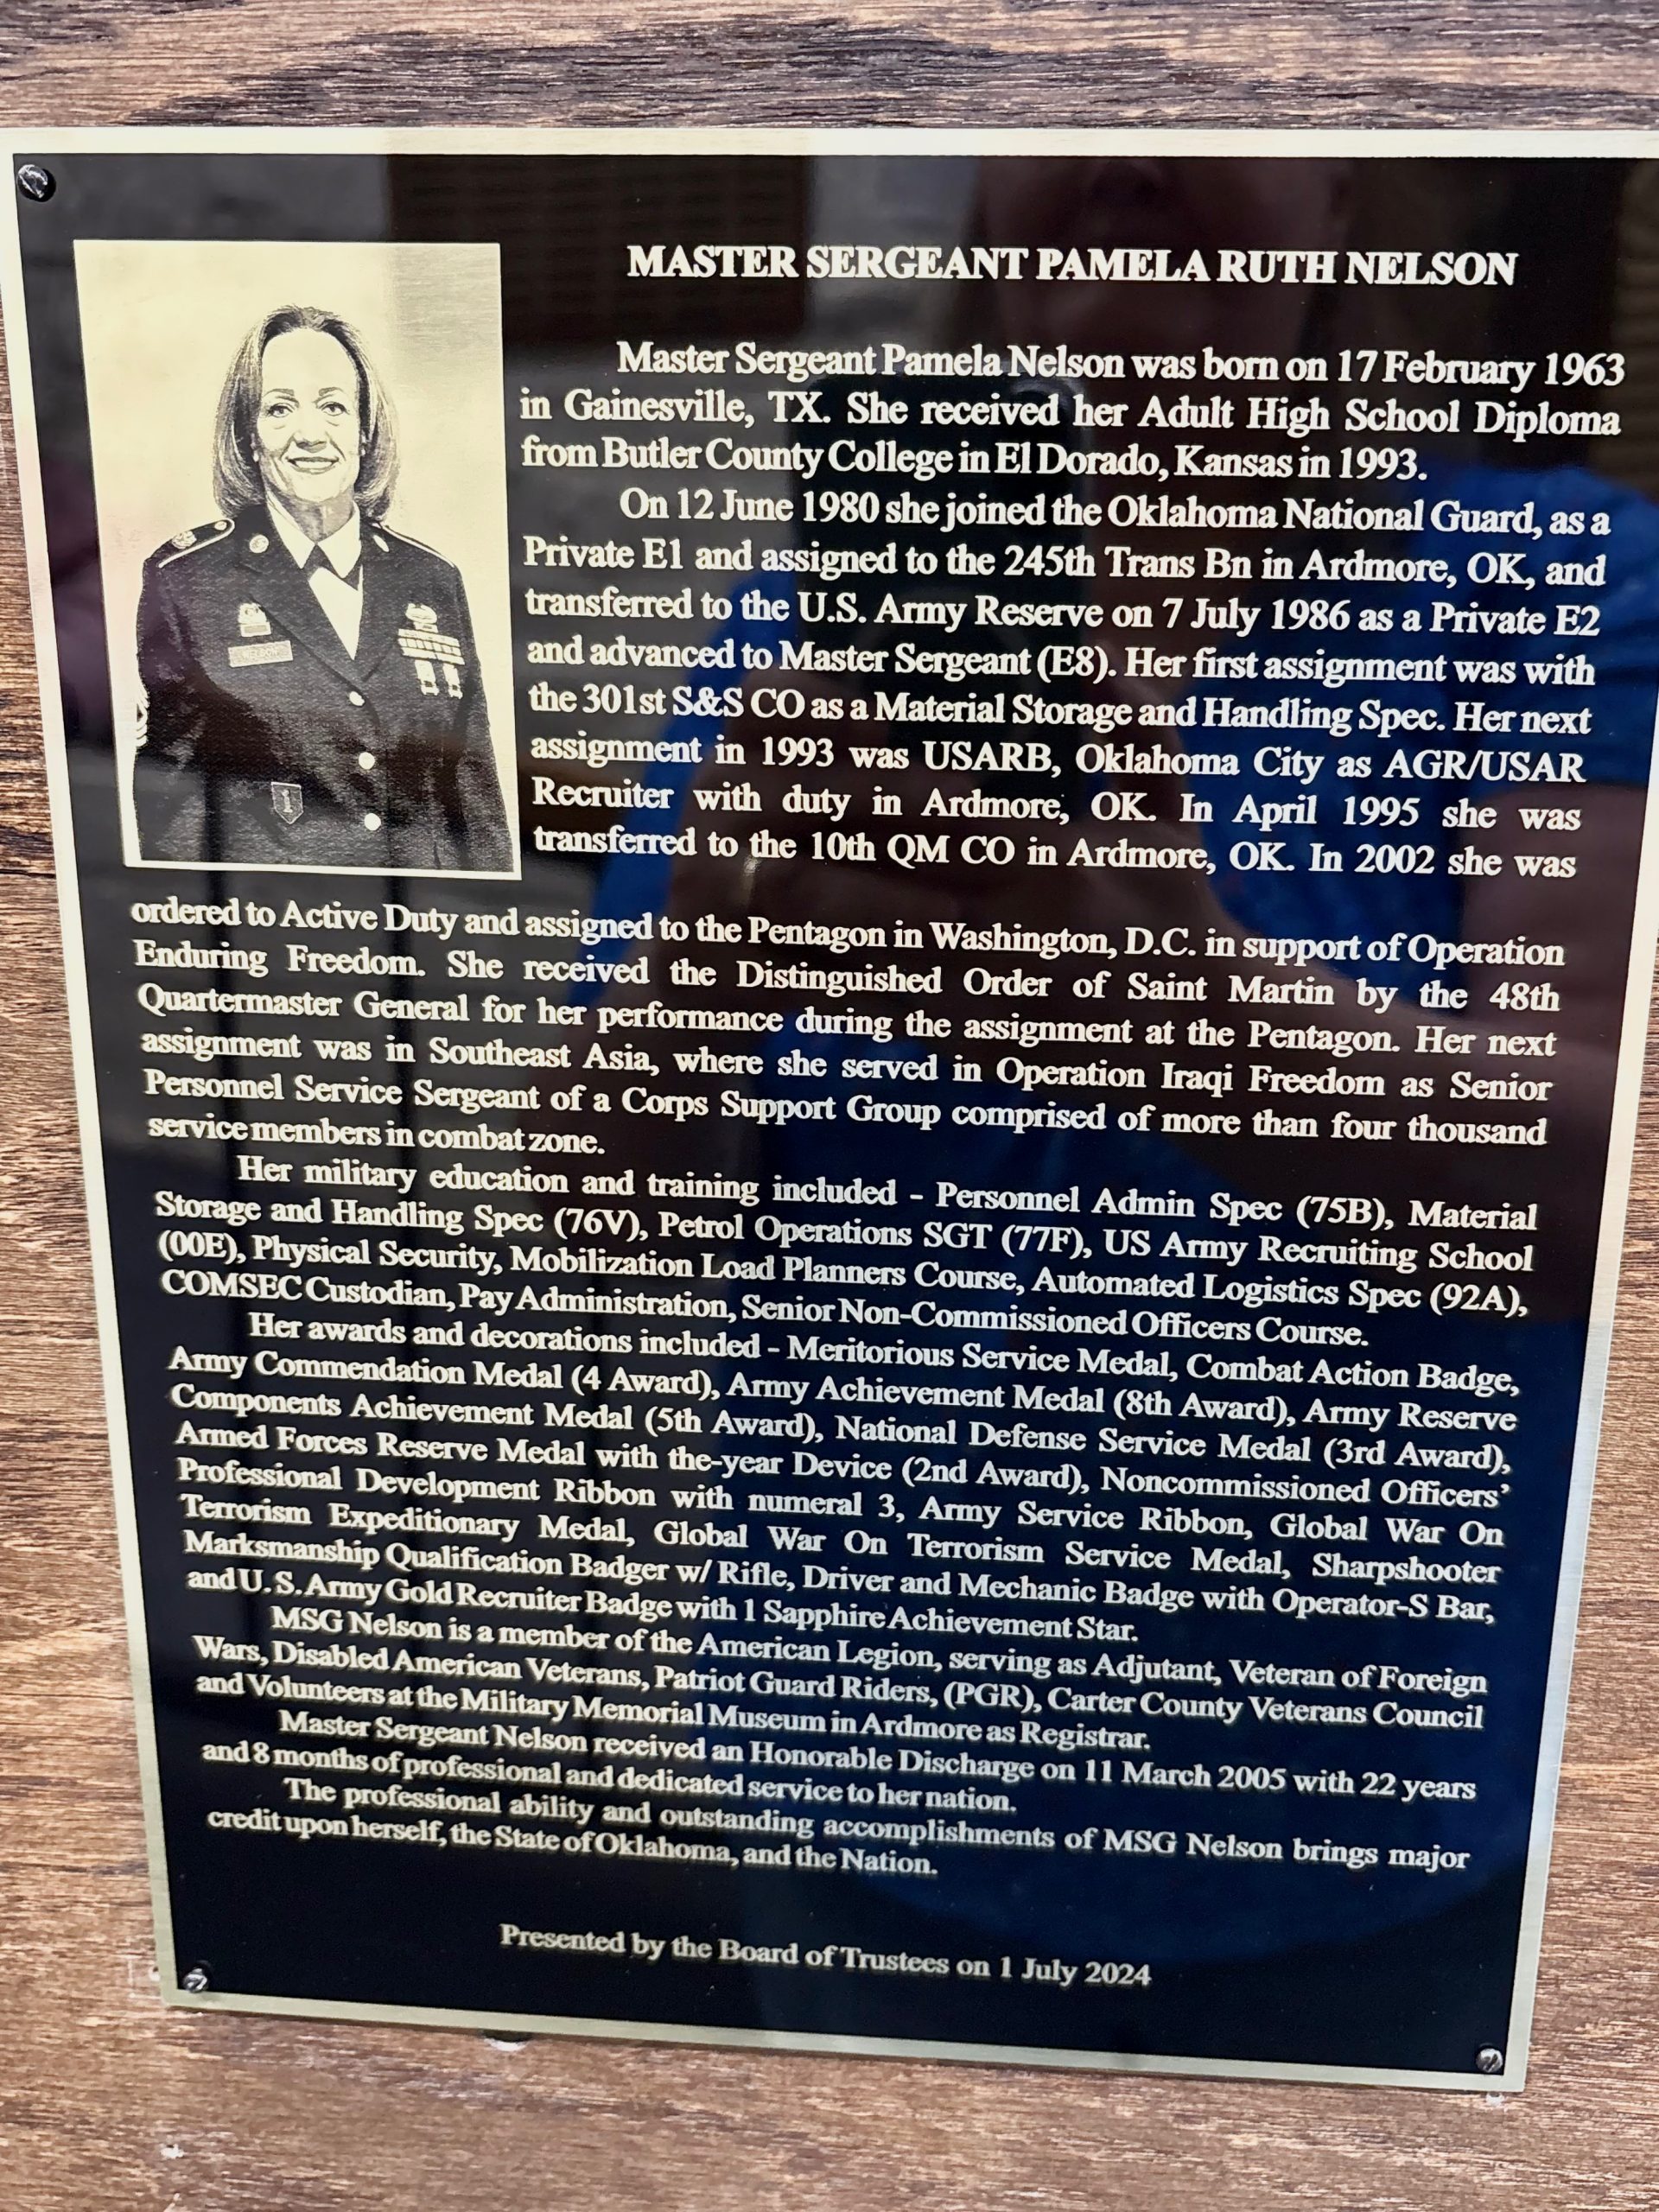 MASTER SERGEANT PAMELA RUTH NELSON
Master Sergeant Pamela Nelson was born on 17 February 1963
in Gainesville, TX. She received her Adult High School Diploma
from Butler County College in El Dorado, Kansas in 1993.
On 12 June 1980 she joined the Oklahoma National Guard, as a
Private E1 and assigned to the 245th Trans Bn in Ardmore, OK, and
transferred to the U.S. Army Reserve on 7 July 1986 as a Private E2
and advanced to Master Sergeant (E8). Her first assignment was with
the 301st S&S CO as a Material Storage and Handling Spec. Her next
assignment in 1993 was USARB, Oklahoma City as AGR/USAR
Recruiter with duty in Ardmore, OK. In April 1995 she was
transferred to the 10th QM CO in Ardmore, OK. In 2002 she was
ordered to Active Duty and assigned to the Pentagon in Washington, D.C. in support of Operation
Enduring Freedom. She received the Distinguished Order of Saint Martin by the 48th
Quartermaster General for her performance during the assignment at the Pentagon. Her next
assignment was in Southeast Asia, where she served in Operation Iraqi Freedom as Senior
Personnel Service Sergeant of a Corps Support Group comprised of more than four thousand
service members in combat zone.
Her military education and training included - Personnel Admin Spec (75B), Material
Storage and Handling Spec (76V), Petrol Operations SGT (77F), US Army Recruiting School
(00E), Physical Security, Mobilization Load Planners Course, Automated Logistics Spec (92A),
COMSEC Custodian, Pay Administration, Senior Non-Commissioned Officers Course.
Her awards and decorations included - Meritorious Service Medal, Combat Action Badge,
Army Commendation Medal (4 Award), Army Achievement Medal (8th Award), Army Reserve
Components Achievement Medal (5th Award), National Defense Service Medal (3rd Award),
Armed Forces Reserve Medal with the-year Device (2nd Award), Noncommissioned Officers’
Professional Development Ribbon with numeral 3, Army Service Ribbon, Global War On
Terrorism Expeditionary Medal, Global War On Terrorism Service Medal, Sharpshooter
Marksmanship Qualification Badger w/ Rifle, Driver and Mechanic Badge with Operator-S Bar,
and U. S. Army Gold Recruiter Badge with 1 Sapphire Achievement Star.
MSG Nelson is a member of the American Legion, serving as Adjutant, Veteran of Foreign
Wars, Disabled American Veterans, Patriot Guard Riders, (PGR), Carter County Veterans Council
and Volunteers at the Military Memorial Museum in Ardmore as Registrar.
Master Sergeant Nelson received an Honorable Discharge on 11 March 2005 with 22 years
and 8 months of professional and dedicated service to her nation.
The professional ability and outstanding accomplishments of MSG Nelson brings major
credit upon herself, the State of Oklahoma, and the Nation.
Presented by the Board of Trustees on 1 July 2024
NELSON